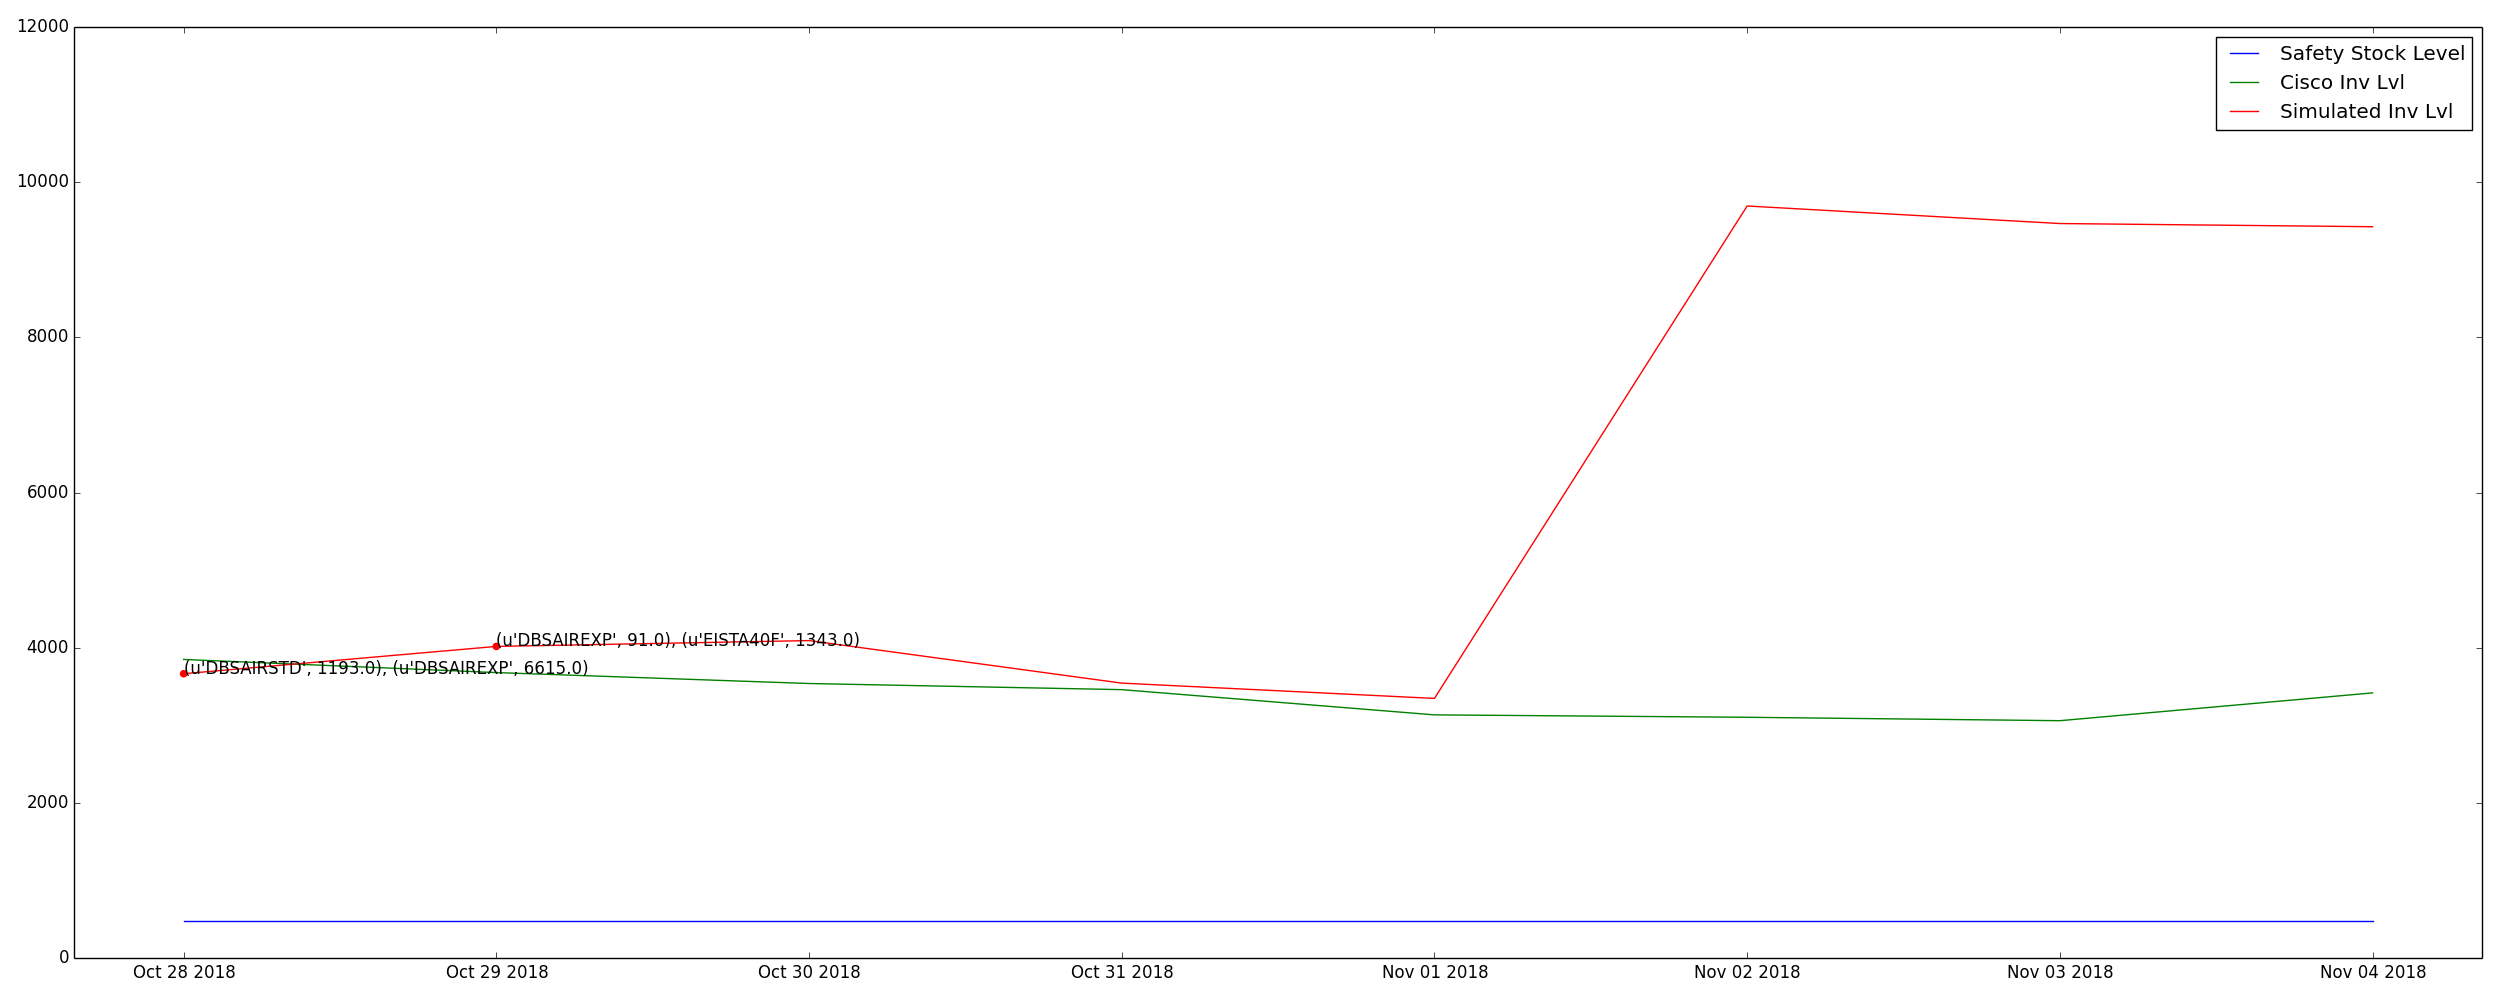 12000
10000
8000
6000
4000
2000
0
Safety Stock Level
Cisco Inv Lvl
Simulated Inv Lvl
(u'DBSAIREXP', 91.0), (u'EISTA40F', 1343.0)
(u'DBSAIRSTD', 1193.0), (u'DBSAIREXP', 6615.0)
Oct 28 2018 Oct 29 2018 Oct 30 2018 Oct 31 2018 Nov 01 2018 Nov 02 2018 Nov 03 2018 Nov 04 2018